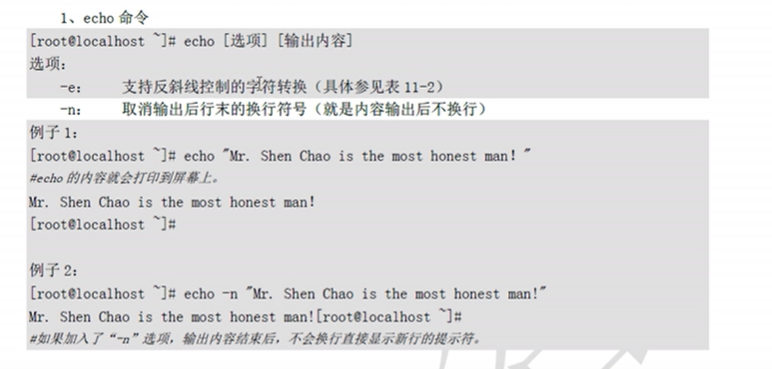 1、echo 命令
[root@localhost ~]# echo [选项] [输出内容]
选项：
-e： 支持反斜线控制的字符转换（具体参见表 11-2）
-n： 取消输出后行末的换行符号（就是内容输出后不换行）
例子 1：
[root@localhost ~]# echo "Mr. Shen Chao is the most honest man! "
#echo 的内容就会打印到屏幕上。
Mr. Shen Chao is the most honest man!
[root@localhost ~]#
例子 2：
[root@localhost ~]# echo -n "Mr. Shen Chao is the most honest man!"
Mr. Shen Chao is the most honest man![root@localhost ~]#
#如果加入了“-n”选项，输出内容结束后，不会换行直接显示新行的提示符。